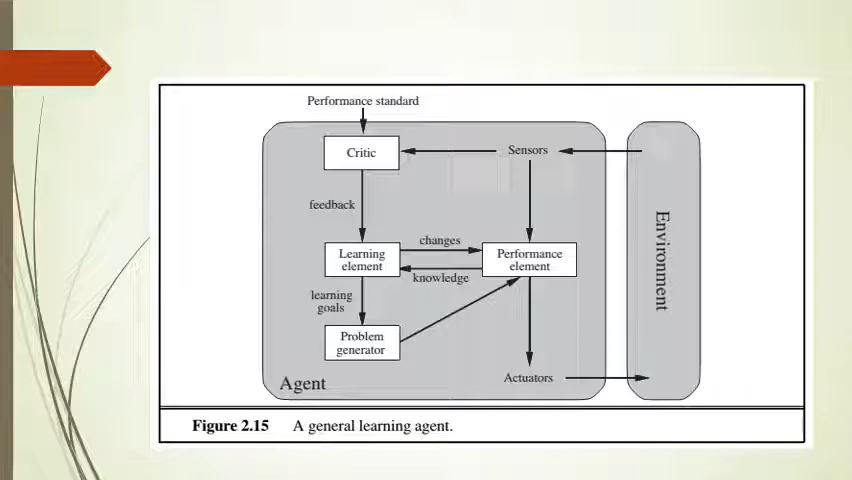 Performance standard
Critic
Sensors
feedback
changes
Learning
element
Performance
element
knowledge
learning
goals
Problem
generator
Agent
Actuators
Environment
Figure 2.15 A general learning agent.